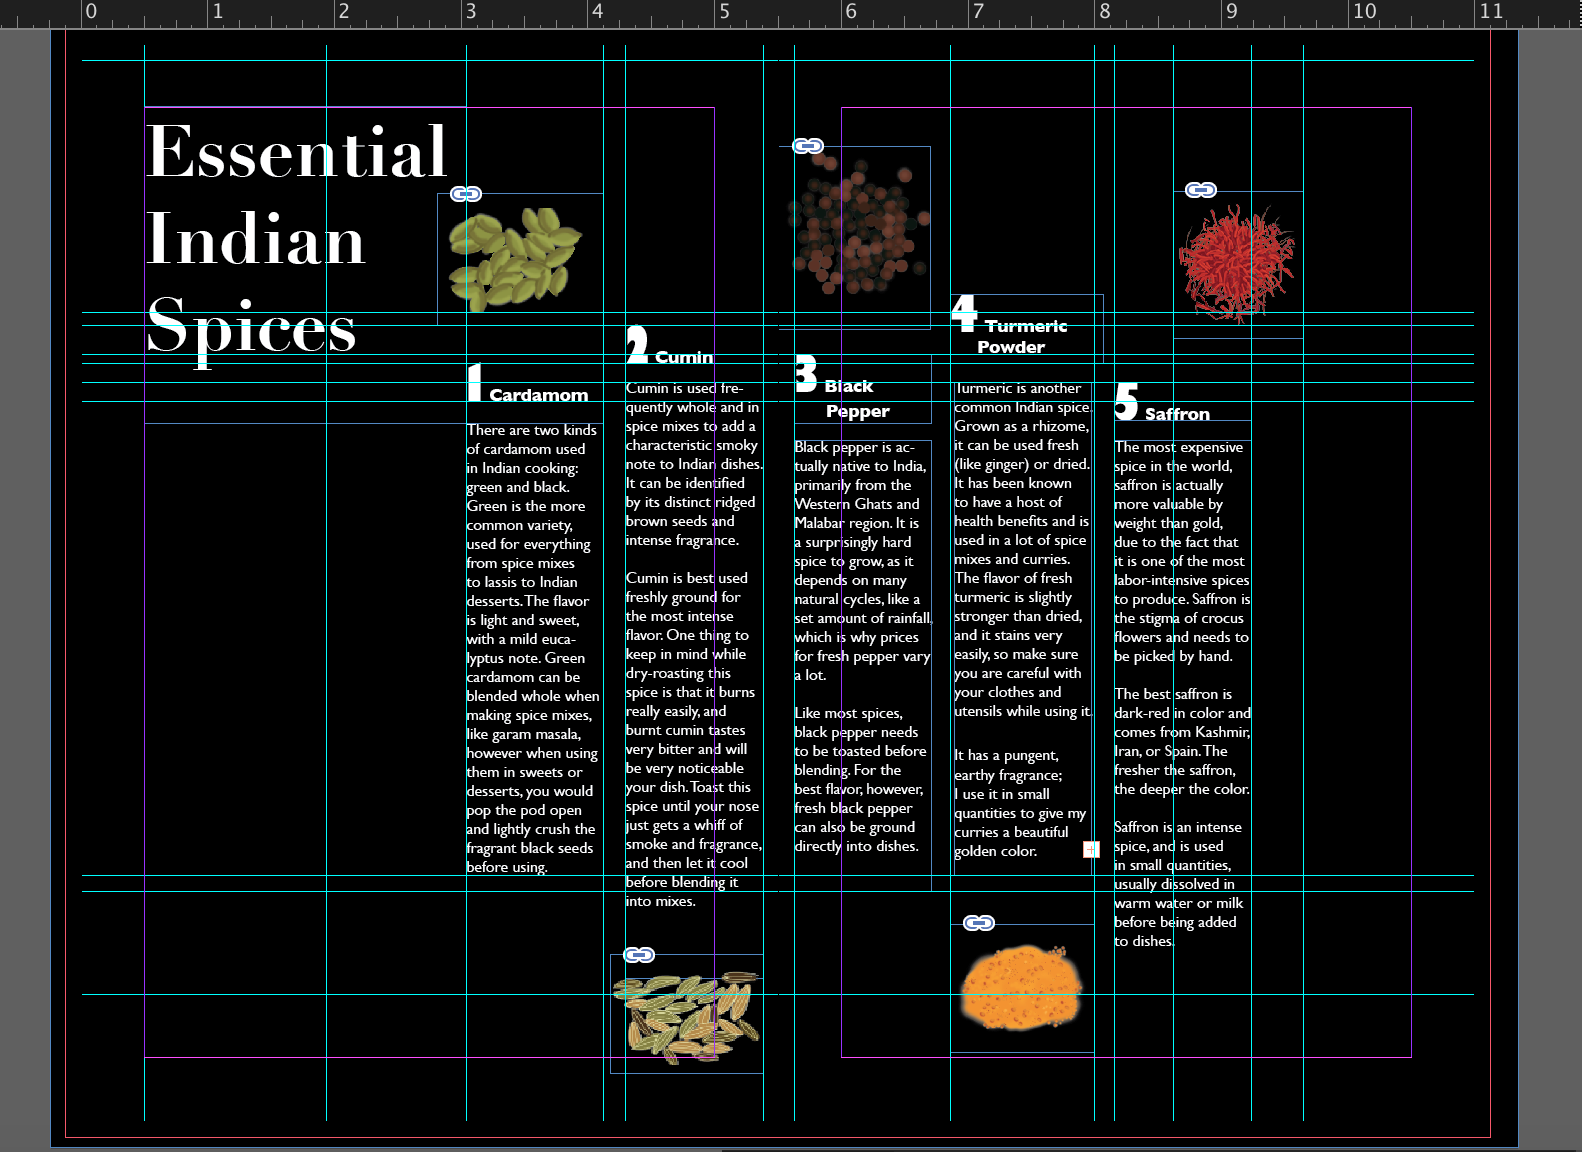 0 1 2 3 4 5 6 7 8 9 10 11
Essential
Indian
Spices
1 Cardamom
There are two kinds
of cardamom used
in Indian cooking:
green and black.
Green is the more
common variety,
used for everything
from spice mixes
to lassis to Indian
desserts. The flavor
is light and sweet,
with a mild euca-
lyptus note. Green
cardamom can be
blended whole when
making spice mixes,
like garam masala,
however when using
them in sweets or
desserts, you would
pop the pod open
and lightly crush the
fragrant black seeds
before using.
2 Cumin
Cumin is used fre-
quently whole and in
spice mixes to add a
characteristic smoky
note to Indian dishes.
It can be identified
by its distinct ridged
brown seeds and
intense fragrance.
Cumin is best used
freshly ground for
the most intense
flavor. One thing to
keep in mind while
dry-roasting this
spice is that it burns
really easily, and
burnt cumin tastes
very bitter and will
be very noticeable
your dish. Toast this
spice until your nose
just gets a whiff of
smoke and fragrance,
and then let it cool
before blending it
into mixes.
3 Black
Pepper
Black pepper is ac-
tually native to India,
primarily from the
Western Ghats and
Malabar region. It is
a surprisingly hard
spice to grow, as it
depends on many
natural cycles, like a
set amount of rainfall,
which is why prices
for fresh pepper vary
a lot.
Like most spices,
black pepper needs
to be toasted before
blending. For the
best flavor, however,
fresh black pepper
can also be ground
directly into dishes.
4 Turmeric
Powder
Turmeric is another
common Indian spice.
Grown as a rhizome,
it can be used fresh
(like ginger) or dried.
It has been known
to have a host of
health benefits and is
used in a lot of spice
mixes and curries.
The flavor of fresh
turmeric is slightly
stronger than dried,
and it stains very
easily, so make sure
you are careful with
your clothes and
utensils while using it.
It has a pungent,
earthy fragrance;
I use it in small
quantities to give my
curries a beautiful
golden color.
5 Saffron
The most expensive
spice in the world,
saffron is actually
more valuable by
weight than gold,
due to the fact that
it is one of the most
labor-intensive spices
to produce. Saffron is
the stigma of crocus
flowers and needs to
be picked by hand.
The best saffron is
dark-red in color and
comes from Kashmir,
Iran, or Spain. The
fresher the saffron,
the deeper the color.
Saffron is an intense
spice, and is used
in small quantities,
usually dissolved in
warm water or milk
before being added
to dishes.